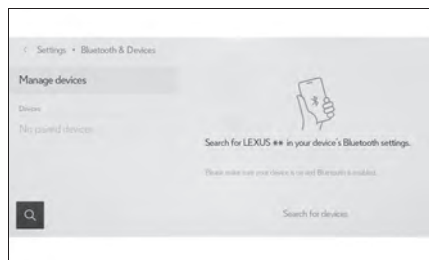 Settings • Bluetooth & Devices
Manage devices
Devices
No paired devices
Search for LEXUS ** in your device's Bluetooth settings.
Please make sure your device is on and Bluetooth is enabled.
Search for devices